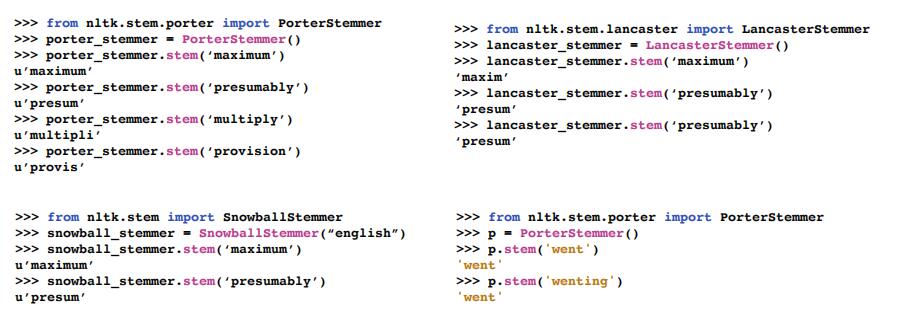 >>> from nltk.stem.porter import PorterStemmer
>>> porter_stemmer = PorterStemmer()
>>> porter_stemmer.stem(‘maximum’)
u’maximum’
>>> porter_stemmer.stem(‘presumably’)
u’presum’
>>> porter_stemmer.stem(‘multiply’)
u’multipli’
>>> porter_stemmer.stem(‘provision’)
u’provis’
>>> from nltk.stem.lancaster import LancasterStemmer
>>> lancaster_stemmer = LancasterStemmer()
>>> lancaster_stemmer.stem(‘maximum’)
‘maxim’
>>> lancaster_stemmer.stem(‘presumably’)
‘presum’
>>> lancaster_stemmer.stem(‘presumably’)
‘presum’
>>> from nltk.stem import SnowballStemmer
>>> snowball_stemmer = SnowballStemmer(“english”)
>>> snowball_stemmer.stem(‘maximum’)
u’maximum’
>>> snowball_stemmer.stem(‘presumably’)
u’presum’
>>> from nltk.stem.porter import PorterStemmer
>>> p = PorterStemmer()
>>> p.stem('went')
'went'
>>> p.stem('wenting')
'went'